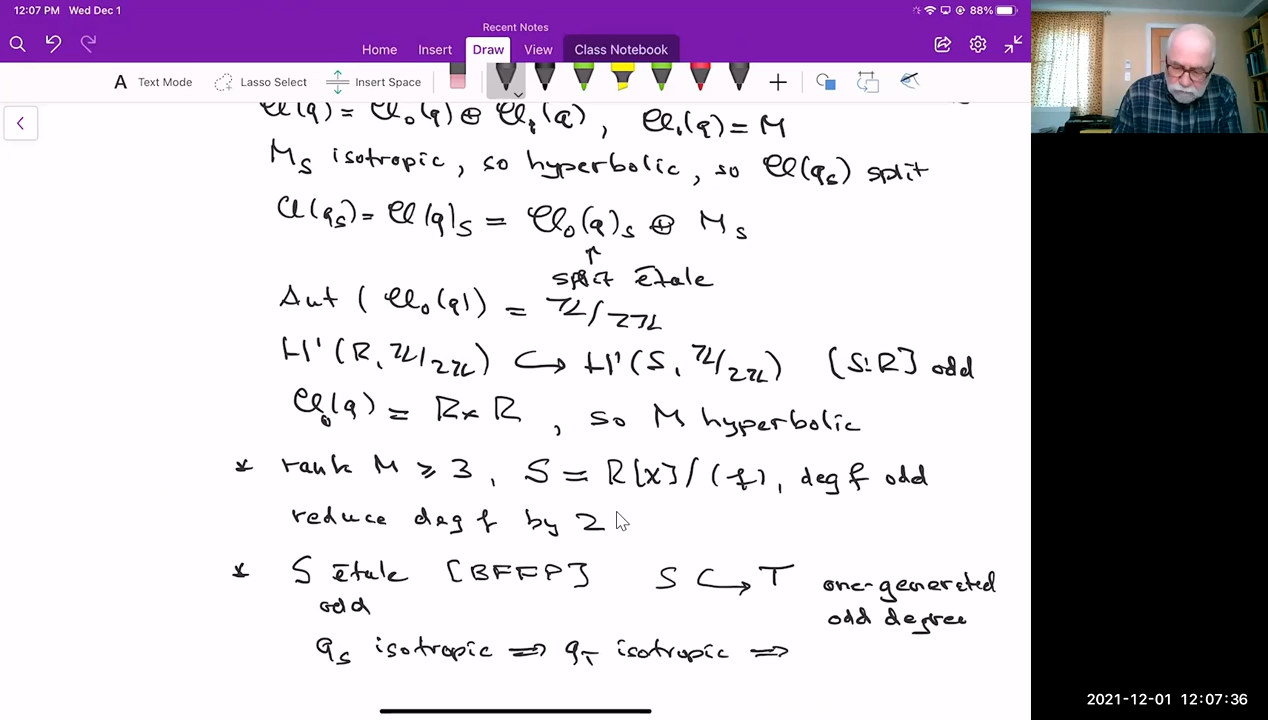 12:07 PM Wed Dec 1
88%
Recent Notes
Home Insert Draw View Class Notebook
A Text Mode Lasso Select Insert Space
Cl(q) = Cl₀(q) ⊕ Cl₁(q), Cl₁(q) = M
M_S isotropic, so hyperbolic, so Cl(q_S) split
Cl(q_S) = Cl(q)_S = Cl₀(q)_S ⊕ M_S
↑
split étale
Aut (Cl₀(q)) = ℤ/2ℤ
H¹(R, ℤ/2ℤ) ↪ H¹(S, ℤ/2ℤ) [S:R] odd
Cl₀(q) = R × R, so M hyperbolic
* rank M ≥ 3, S = R[x]/(f), deg f odd
reduce deg f by 2
* S étale [BFFP] S ↪ T one-generated
odd odd degree
q_S isotropic ⟹ q_T isotropic ⟹
2021-12-01 12:07:36